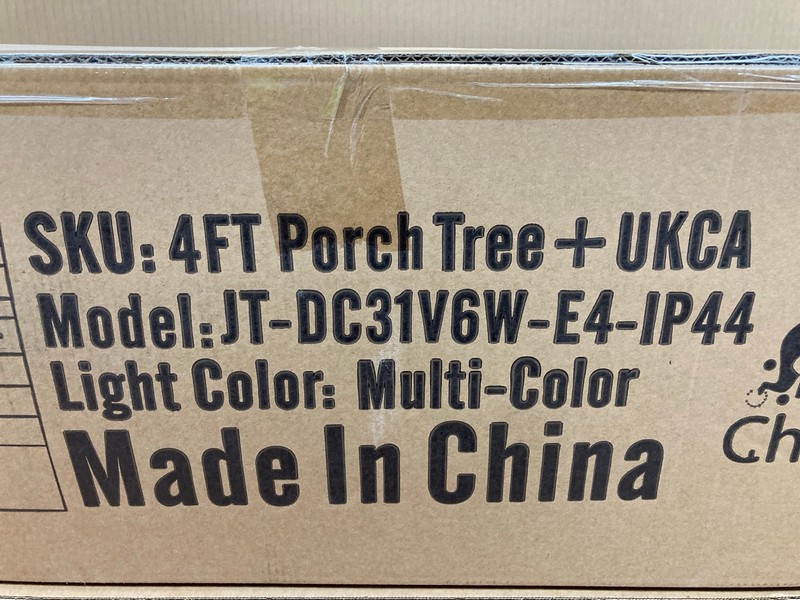 SKU: 4FT Porch Tree + UKCA
Model: JT-DC31V6W-E4-IP44
Light Color: Multi-Color
Made In China